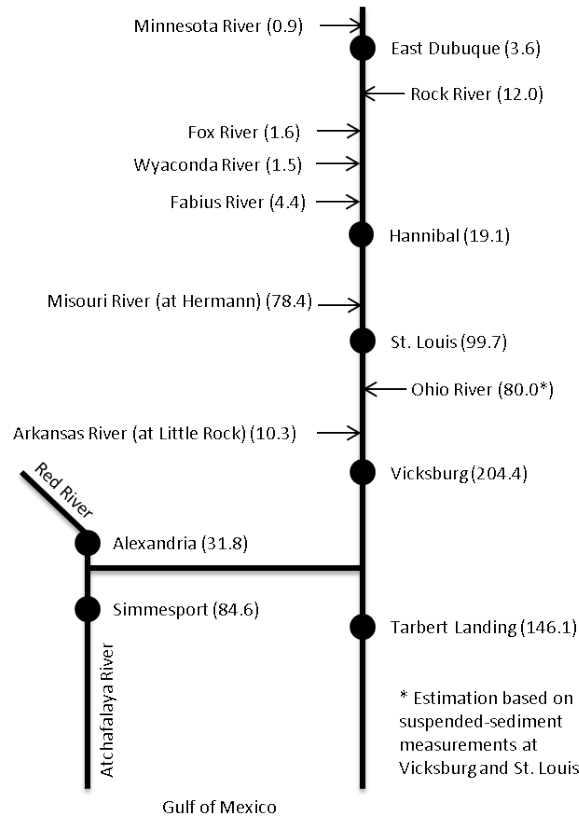 Minnesota River (0.9)
East Dubuque (3.6)
Rock River (12.0)
Fox River (1.6)
Wyaconda River (1.5)
Fabius River (4.4)
Hannibal (19.1)
Misouri River (at Hermann) (78.4)
St. Louis (99.7)
Ohio River (80.0*)
Arkansas River (at Little Rock) (10.3)
Vicksburg (204.4)
Red River
Alexandria (31.8)
Simmesport (84.6)
Tarbert Landing (146.1)
Atchafalaya River
* Estimation based on
suspended-sediment
measurements at
Vicksburg and St. Louis
Gulf of Mexico